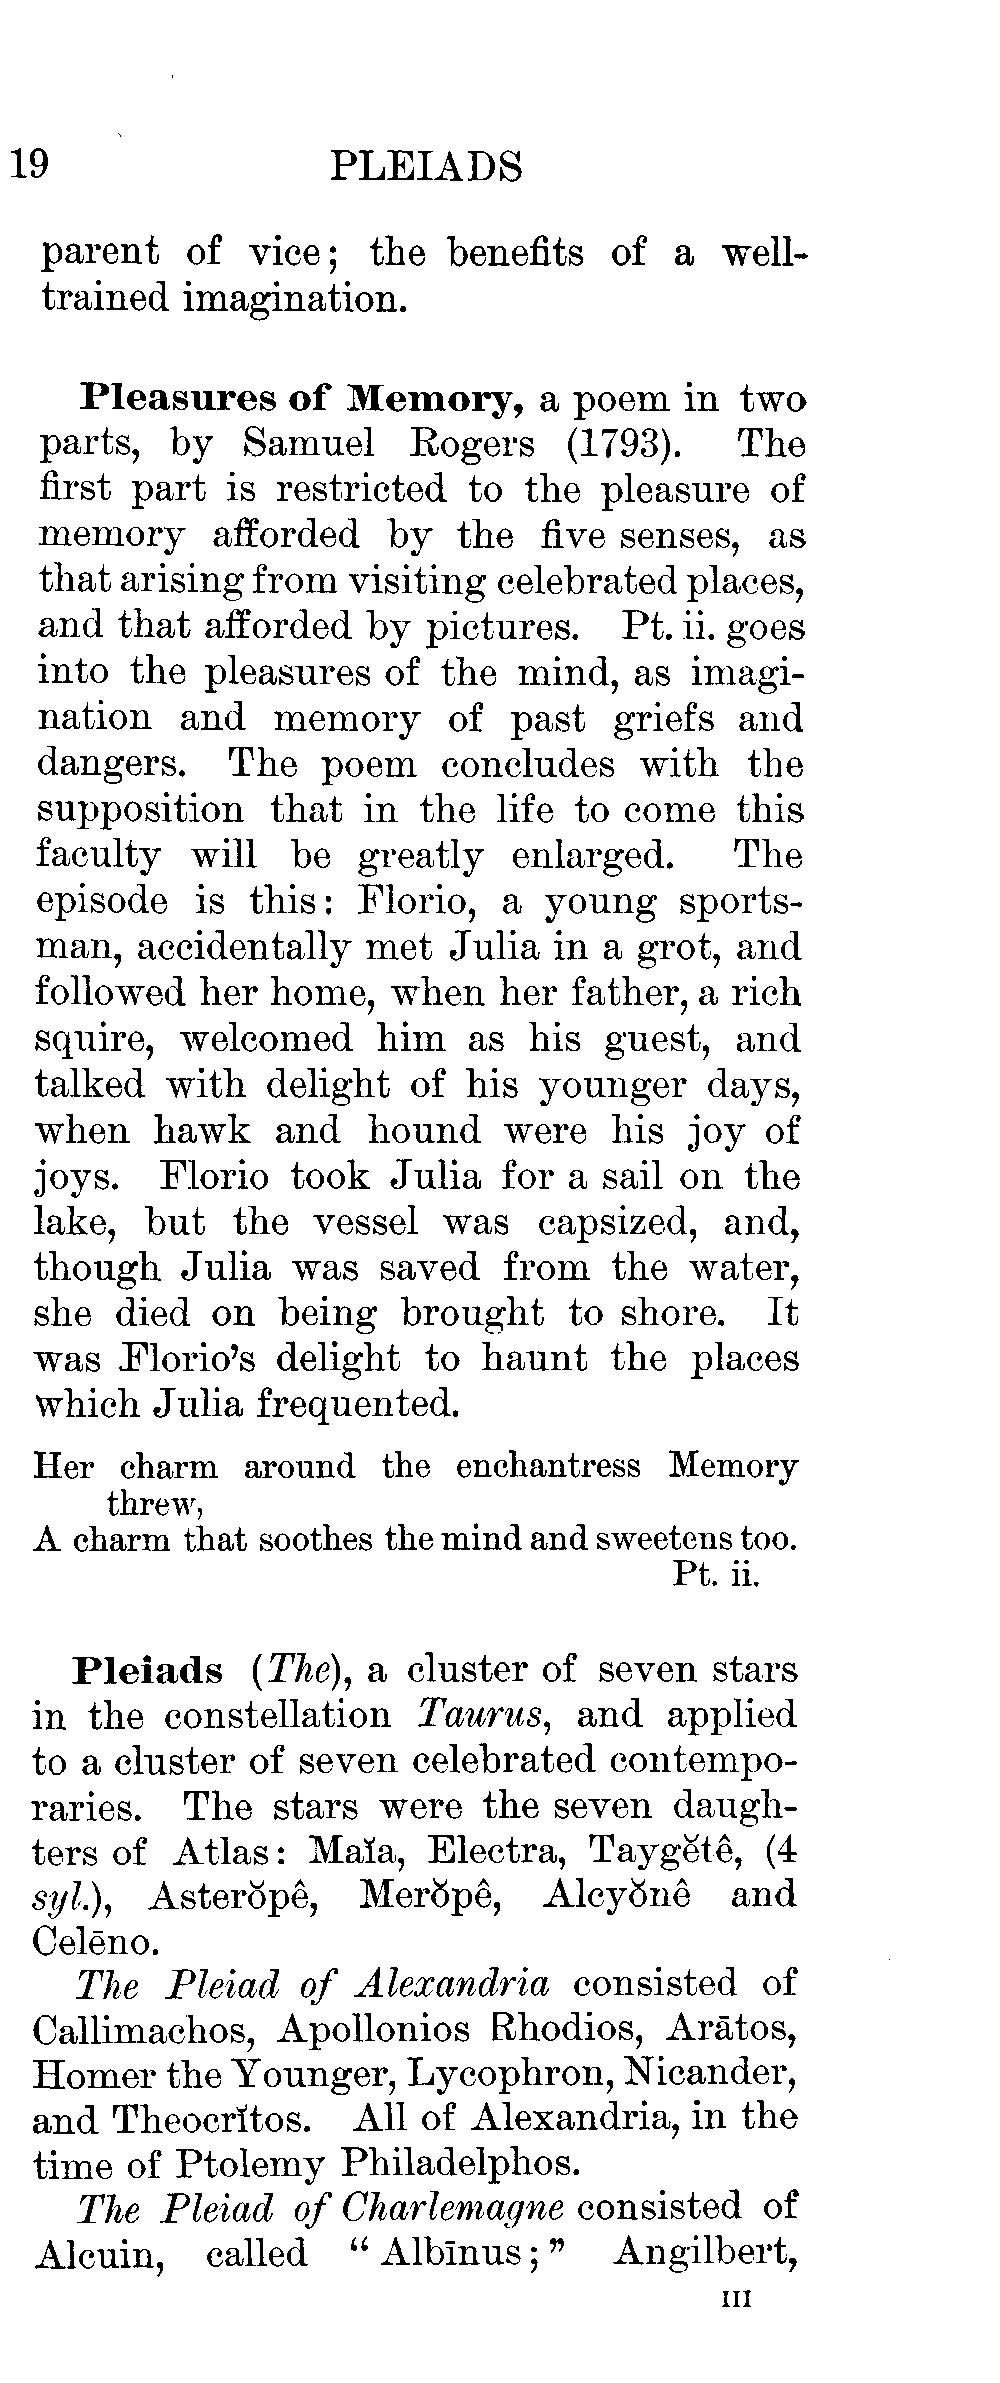 19 PLEIADS
parent of vice; the benefits of a well-
trained imagination.
Pleasures of Memory, a poem in two
parts, by Samuel Rogers (1793). The
first part is restricted to the pleasure of
memory afforded by the five senses, as
that arising from visiting celebrated places,
and that afforded by pictures. Pt. ii. goes
into the pleasures of the mind, as imagi-
nation and memory of past griefs and
dangers. The poem concludes with the
supposition that in the life to come this
faculty will be greatly enlarged. The
episode is this: Florio, a young sports-
man, accidentally met Julia in a grot, and
followed her home, when her father, a rich
squire, welcomed him as his guest, and
talked with delight of his younger days,
when hawk and hound were his joy of
joys. Florio took Julia for a sail on the
lake, but the vessel was capsized, and,
though Julia was saved from the water,
she died on being brought to shore. It
was Florio's delight to haunt the places
which Julia frequented.
Her charm around the enchantress Memory
threw,
A charm that soothes the mind and sweetens too.
Pt. ii.
Pleiads (The), a cluster of seven stars
in the constellation Taurus, and applied
to a cluster of seven celebrated contempo-
raries. The stars were the seven daugh-
ters of Atlas: Maĭa, Electra, Taygĕtê, (4
syl.), Asterŏpê, Merŏpê, Alcyŏnê and
Celēno.
The Pleiad of Alexandria consisted of
Callimachos, Apollonios Rhodios, Arātos,
Homer the Younger, Lycophron, Nicander,
and Theocrĭtos. All of Alexandria, in the
time of Ptolemy Philadelphos.
The Pleiad of Charlemagne consisted of
Alcuin, called “Albīnus;” Angilbert,
III